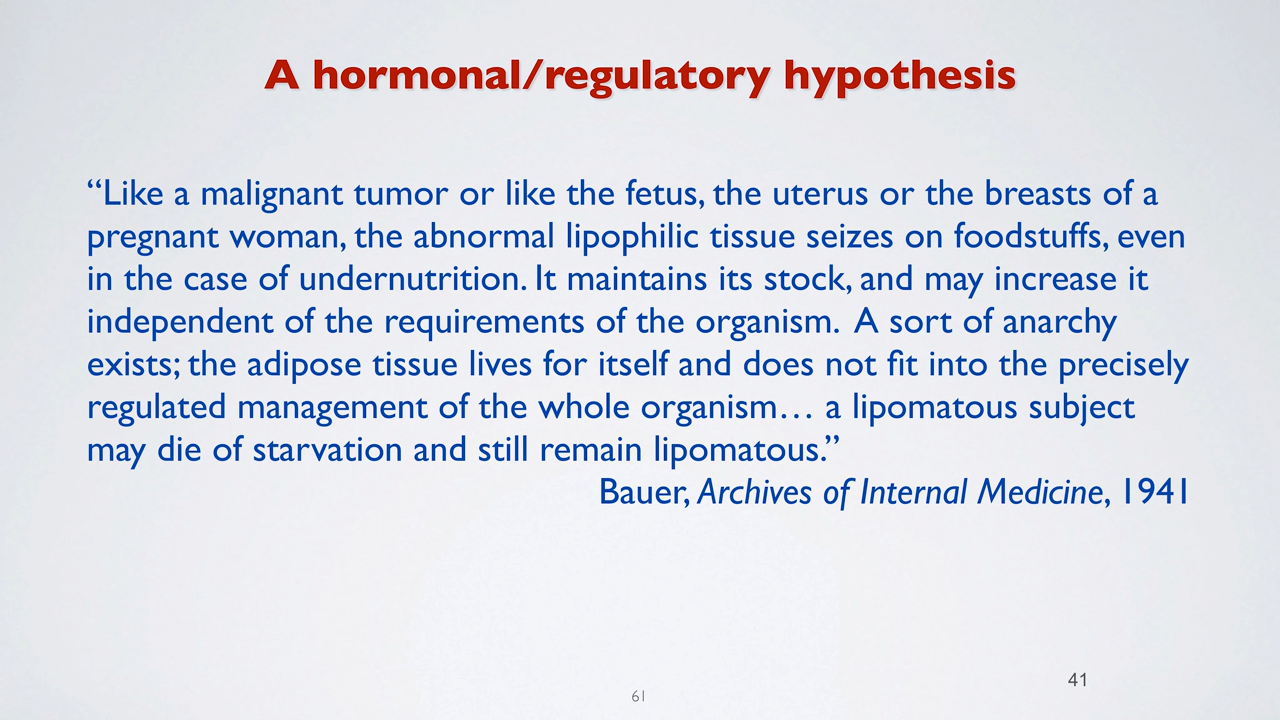 A hormonal/regulatory hypothesis
“Like a malignant tumor or like the fetus, the uterus or the breasts of a
pregnant woman, the abnormal lipophilic tissue seizes on foodstuffs, even
in the case of undernutrition. It maintains its stock, and may increase it
independent of the requirements of the organism.  A sort of anarchy
exists; the adipose tissue lives for itself and does not fit into the precisely
regulated management of the whole organism… a lipomatous subject
may die of starvation and still remain lipomatous.”
Bauer, Archives of Internal Medicine, 1941
41
61